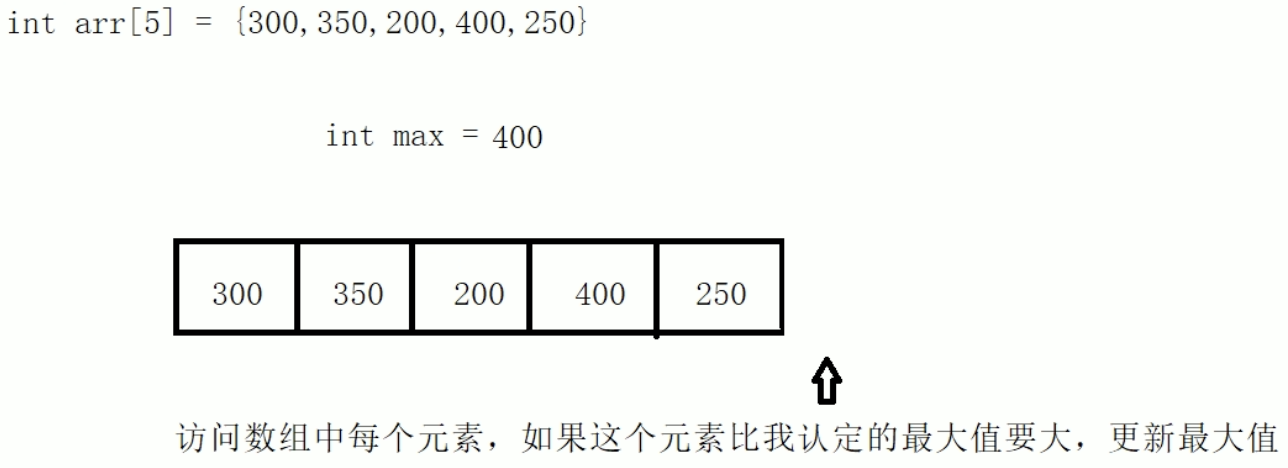 int arr[5] = {300,350,200,400,250}
int max = 400
300 350 200 400 250
访问数组中每个元素，如果这个元素比我认定的最大值要大，更新最大值